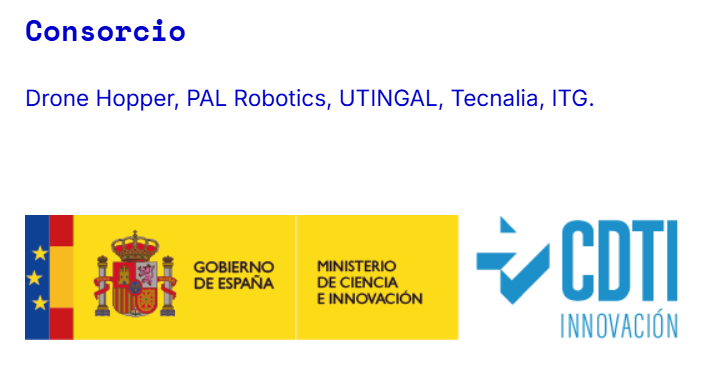 Consorcio
Drone Hopper, PAL Robotics, UTINGAL, Tecnalia, ITG.
GOBIERNO
DE ESPAÑA
MINISTERIO
DE CIENCIA
E INNOVACIÓN
CDTI
INNOVACIÓN